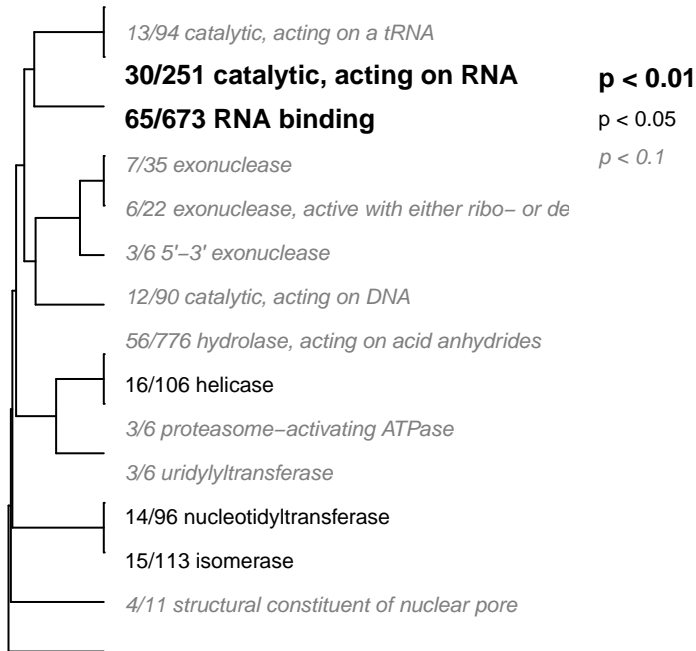 13/94 catalytic, acting on a tRNA
30/251 catalytic, acting on RNA
65/673 RNA binding
7/35 exonuclease
6/22 exonuclease, active with either ribo− or de
3/6 5'−3' exonuclease
12/90 catalytic, acting on DNA
56/776 hydrolase, acting on acid anhydrides
16/106 helicase
3/6 proteasome−activating ATPase
3/6 uridylyltransferase
14/96 nucleotidyltransferase
15/113 isomerase
4/11 structural constituent of nuclear pore
p < 0.01
p < 0.05
p < 0.1